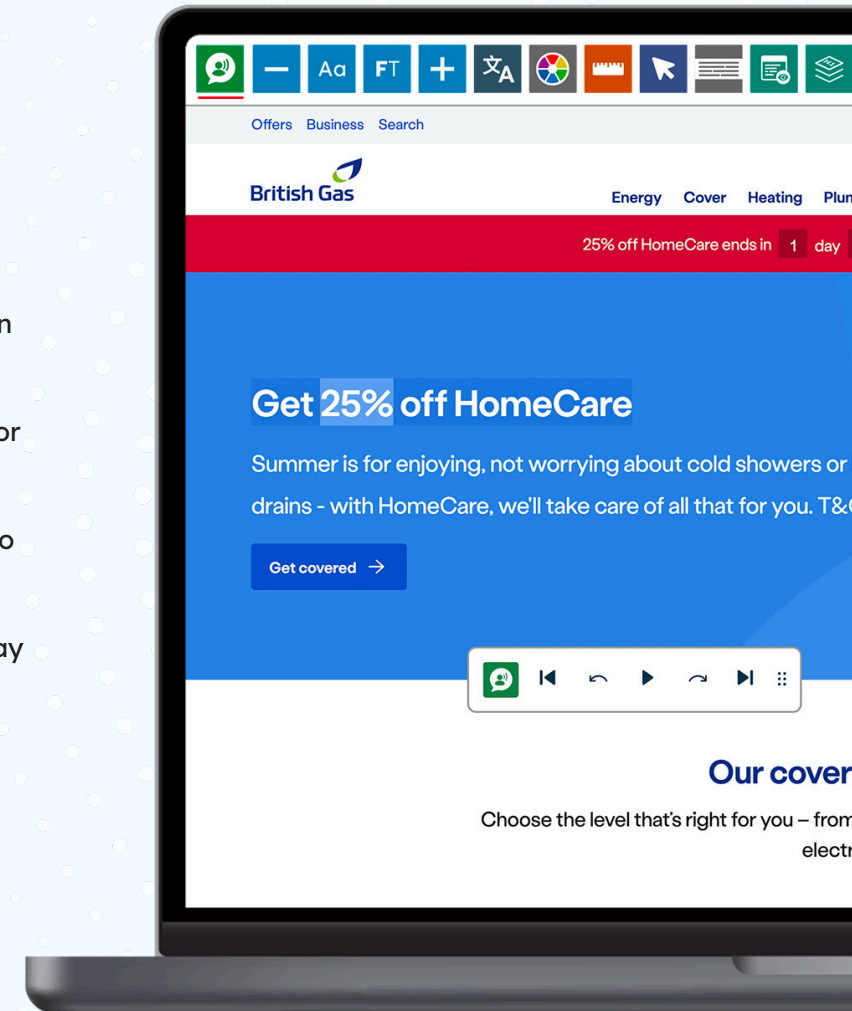 Aa FT 文A
Offers Business Search
British Gas
Energy Cover Heating
25% off HomeCare ends in 1 day
Get 25% off HomeCare
Summer is for enjoying, not worrying about cold showers or
drains - with HomeCare, we'll take care of all that for you.
Get covered
Our cover
Choose the level that's right for you – from